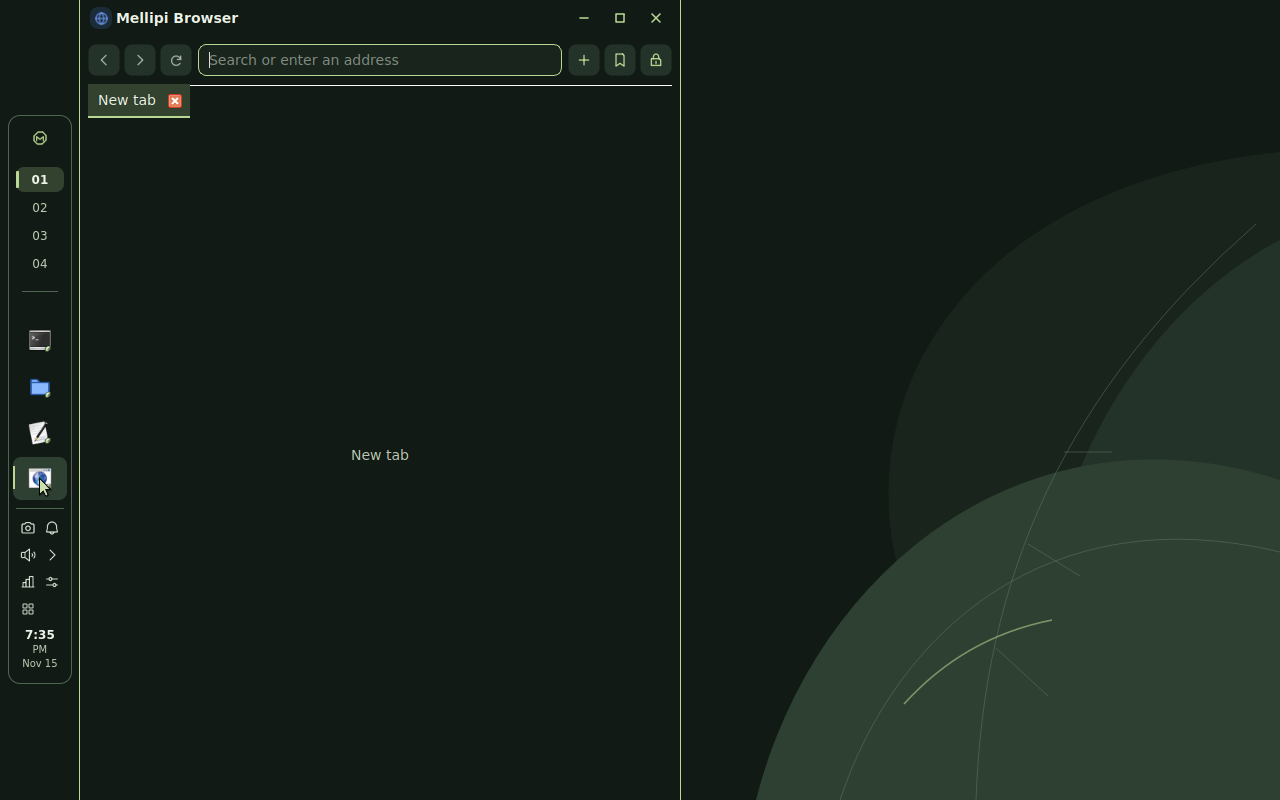 Mellipi Browser
Search or enter an address
New tab
01
02
03
04
New tab
7:35
PM
Nov 15